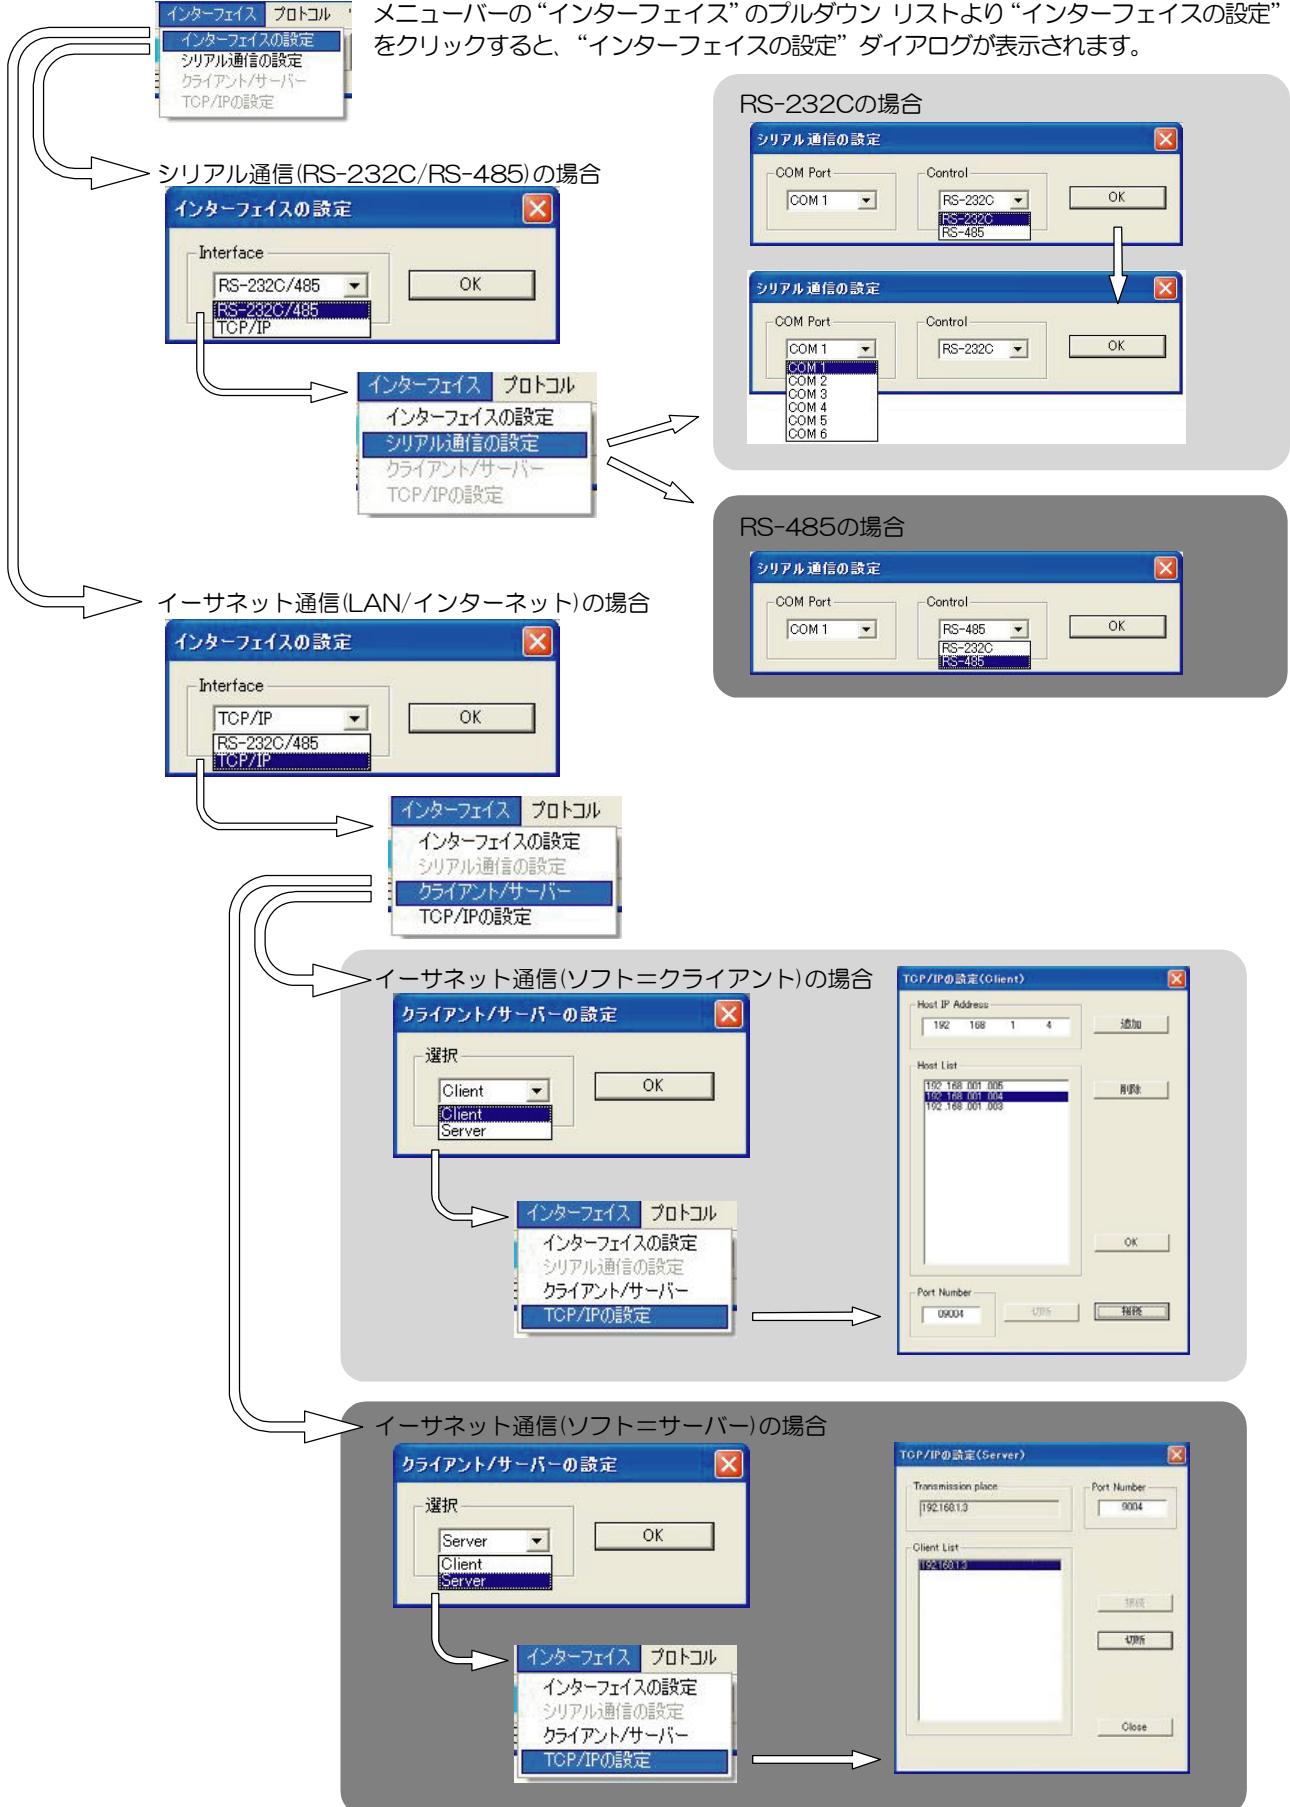 メニューバーの“インターフェイス”のプルダウン リストより“インターフェイスの設定”
をクリックすると、“インターフェイスの設定”ダイアログが表示されます。
インターフェイス プロトコル
インターフェイスの設定
シリアル通信の設定
クライアント/サーバー
TCP/IPの設定
シリアル通信(RS-232C/RS-485)の場合
インターフェイスの設定
Interface
RS-232C/485
OK
RS-232C/485
TCP/IP
インターフェイス プロトコル
インターフェイスの設定
シリアル通信の設定
クライアント/サーバー
TCP/IPの設定
RS-232Cの場合
シリアル通信の設定
COM Port
Control
COM 1
RS-232C
OK
RS-232C
RS-485
シリアル通信の設定
COM Port
Control
COM 1
RS-232C
OK
COM 1
COM 2
COM 3
COM 4
COM 5
COM 6
RS-485の場合
シリアル通信の設定
COM Port
Control
COM 1
RS-485
OK
RS-232C
RS-485
イーサネット通信(LAN/インターネット)の場合
インターフェイスの設定
Interface
TCP/IP
OK
RS-232C/485
TCP/IP
インターフェイス プロトコル
インターフェイスの設定
シリアル通信の設定
クライアント/サーバー
TCP/IPの設定
イーサネット通信(ソフト＝クライアント)の場合
クライアント/サーバーの設定
選択
Client
OK
Client
Server
インターフェイス プロトコル
インターフェイスの設定
シリアル通信の設定
クライアント/サーバー
TCP/IPの設定
TCP/IPの設定(Client)
Host IP Address
192 168 1 4
追加
Host List
192 .168 .001 .005
192 .168 .001 .004
192 .168 .001 .003
削除
OK
Port Number
09004
切断
接続
イーサネット通信(ソフト＝サーバー)の場合
クライアント/サーバーの設定
選択
Server
OK
Client
Server
インターフェイス プロトコル
インターフェイスの設定
シリアル通信の設定
クライアント/サーバー
TCP/IPの設定
TCP/IPの設定(Server)
Transmission place
Port Number
192.168.1.3
9004
Client List
192.168.1.3
接続
切断
Close